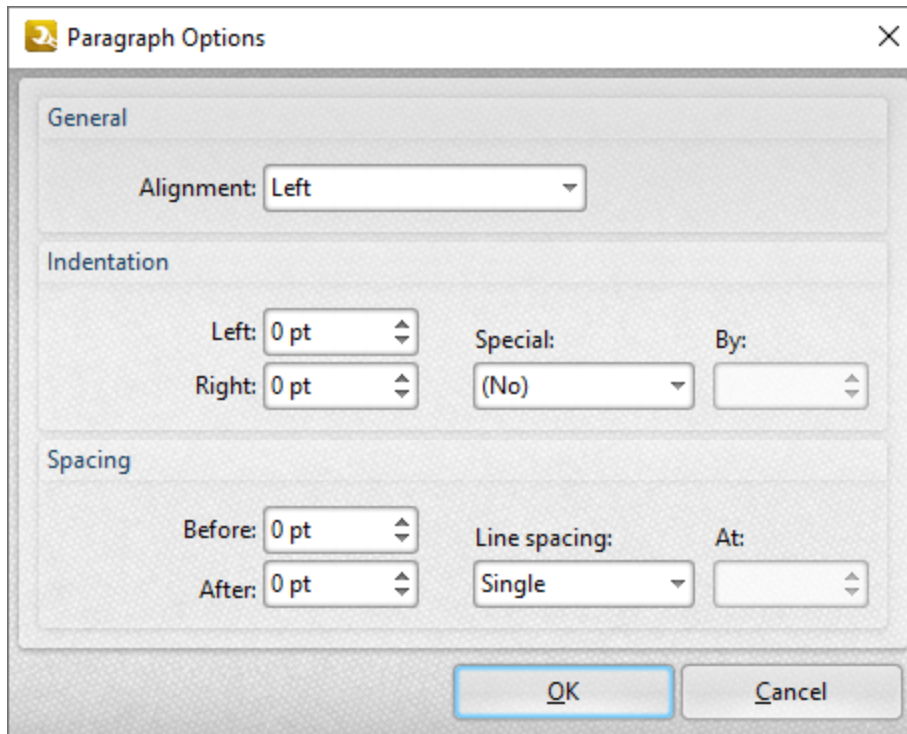 Paragraph Options
General
Alignment: Left
Indentation
Left: 0 pt
Special: By:
Right: 0 pt (No)
Spacing
Before: 0 pt
Line spacing: At:
After: 0 pt Single
OK Cancel